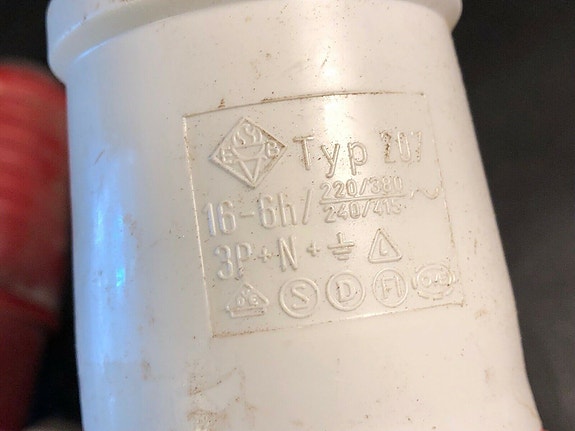 Typ 207
16-6h/ 220/380 ~
240/415
3P+N+⏚
S D FI